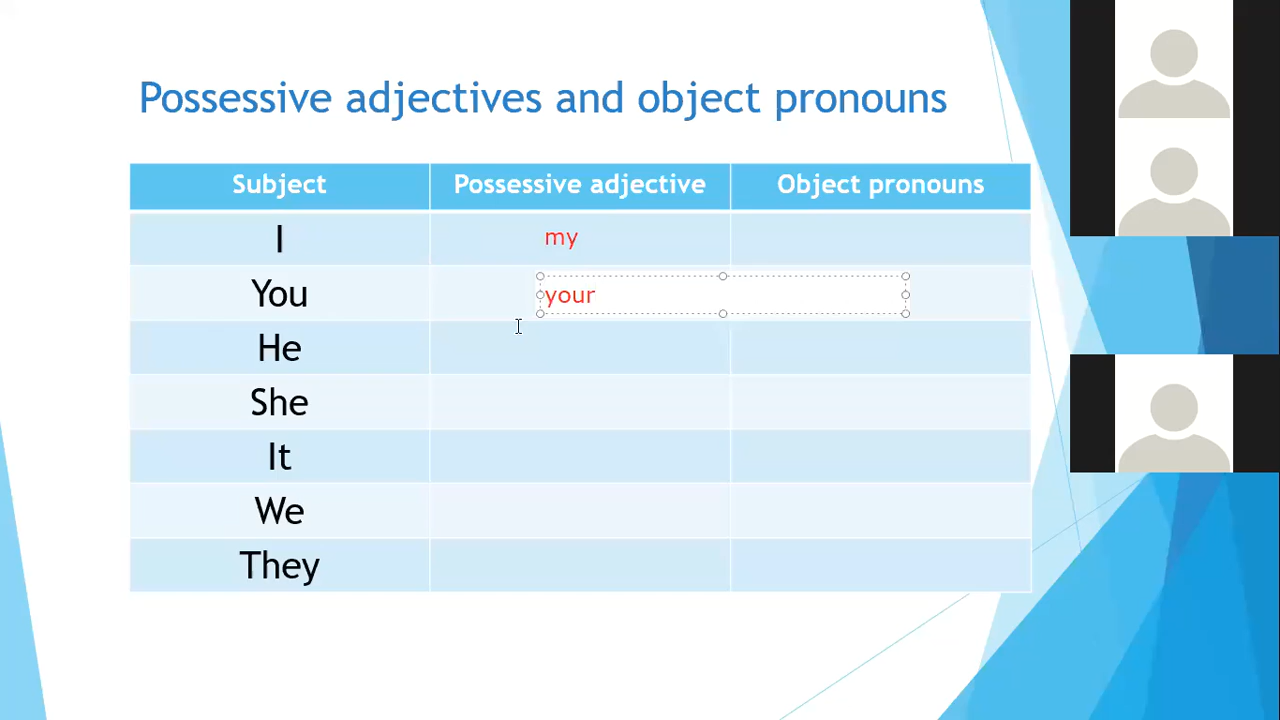 Possessive adjectives and object pronouns
Subject Possessive adjective Object pronouns
I my
You your
He
She
It
We
They